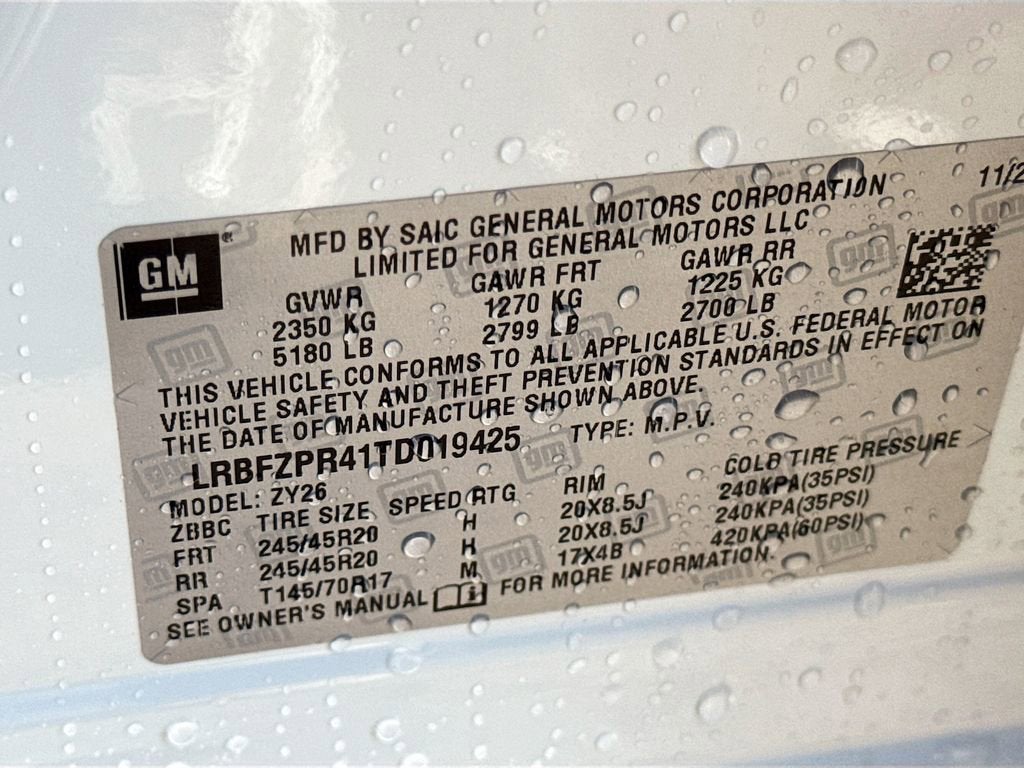 GM
MFD BY SAIC GENERAL MOTORS CORPORATION
LIMITED FOR GENERAL MOTORS LLC
11/2
GVWR GAWR FRT GAWR RR
2350 KG 1270 KG 1225 KG
5180 LB 2799 LB 2700 LB
THIS VEHICLE CONFORMS TO ALL APPLICABLE U.S. FEDERAL MOTOR
VEHICLE SAFETY AND THEFT PREVENTION STANDARDS IN EFFECT ON
THE DATE OF MANUFACTURE SHOWN ABOVE.
LRBFZPR41TD019425 TYPE: M.P.V.
MODEL: ZY26
ZBBC TIRE SIZE SPEED RTG RIM COLD TIRE PRESSURE
FRT 245/45R20 H 20X8.5J 240KPA(35PSI)
RR 245/45R20 H 20X8.5J 240KPA(35PSI)
SPA T145/70R17 M 17X4B 420KPA(60PSI)
SEE OWNER'S MANUAL FOR MORE INFORMATION.